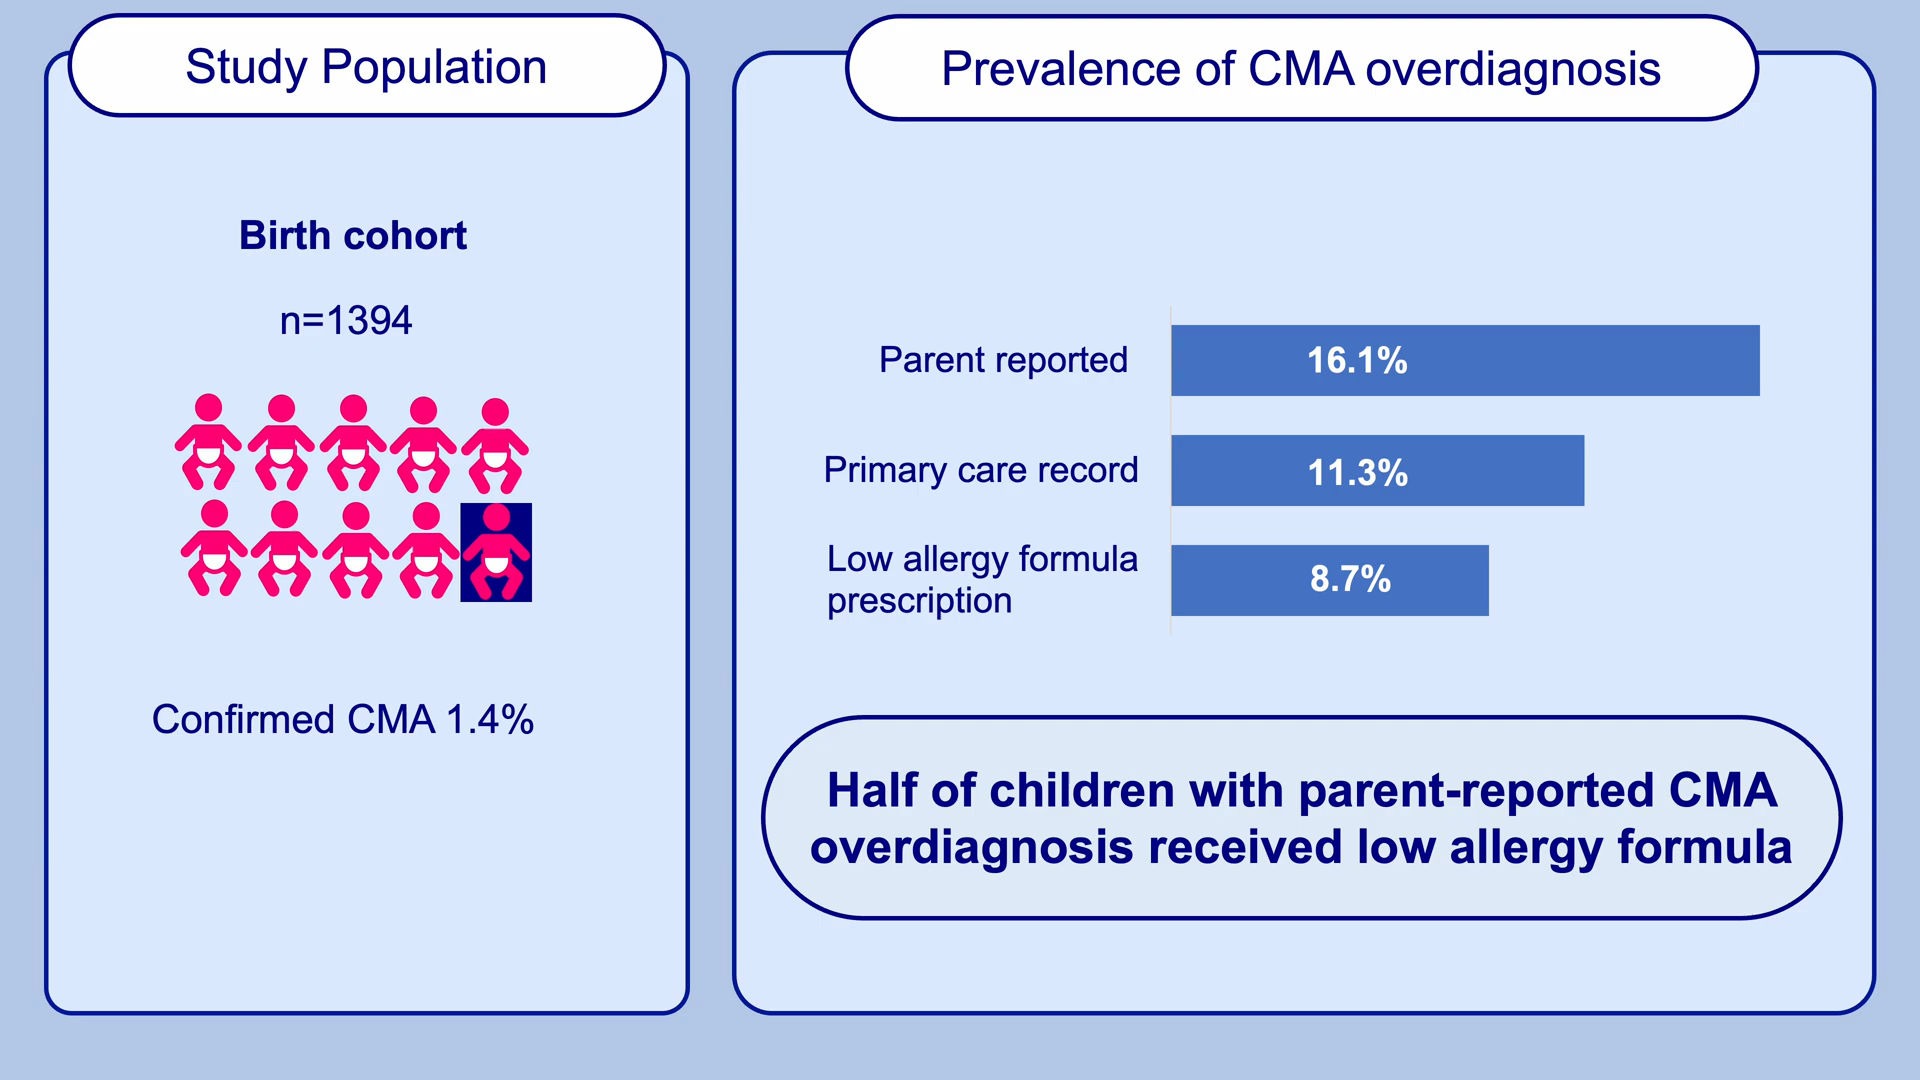 Study Population
Birth cohort
n=1394
Confirmed CMA 1.4%
Prevalence of CMA overdiagnosis
Parent reported
16.1%
Primary care record
11.3%
Low allergy formula
prescription
8.7%
Half of children with parent-reported CMA
overdiagnosis received low allergy formula